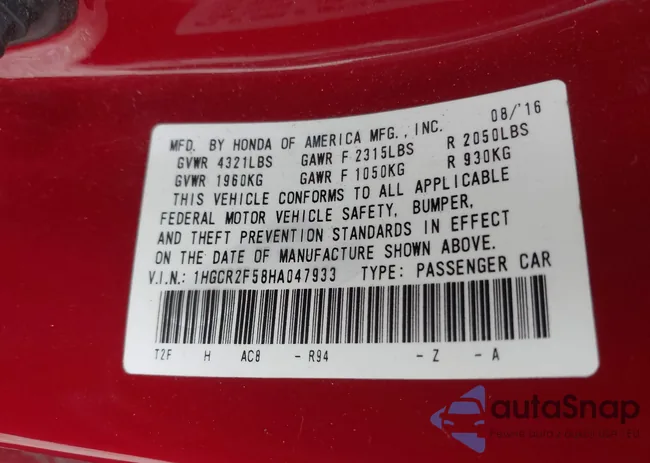 08/'16
MFD. BY HONDA OF AMERICA MFG., INC.
GVWR 4321LBS GAWR F 2315LBS R 2050LBS
GVWR 1960KG GAWR F 1050KG R 930KG
THIS VEHICLE CONFORMS TO ALL APPLICABLE
FEDERAL MOTOR VEHICLE SAFETY, BUMPER,
AND THEFT PREVENTION STANDARDS IN EFFECT
ON THE DATE OF MANUFACTURE SHOWN ABOVE.
V.I.N.: 1HGCR2F58HA047933 TYPE: PASSENGER CAR
T2F H AC8 - R94 - Z - A
autoSnap